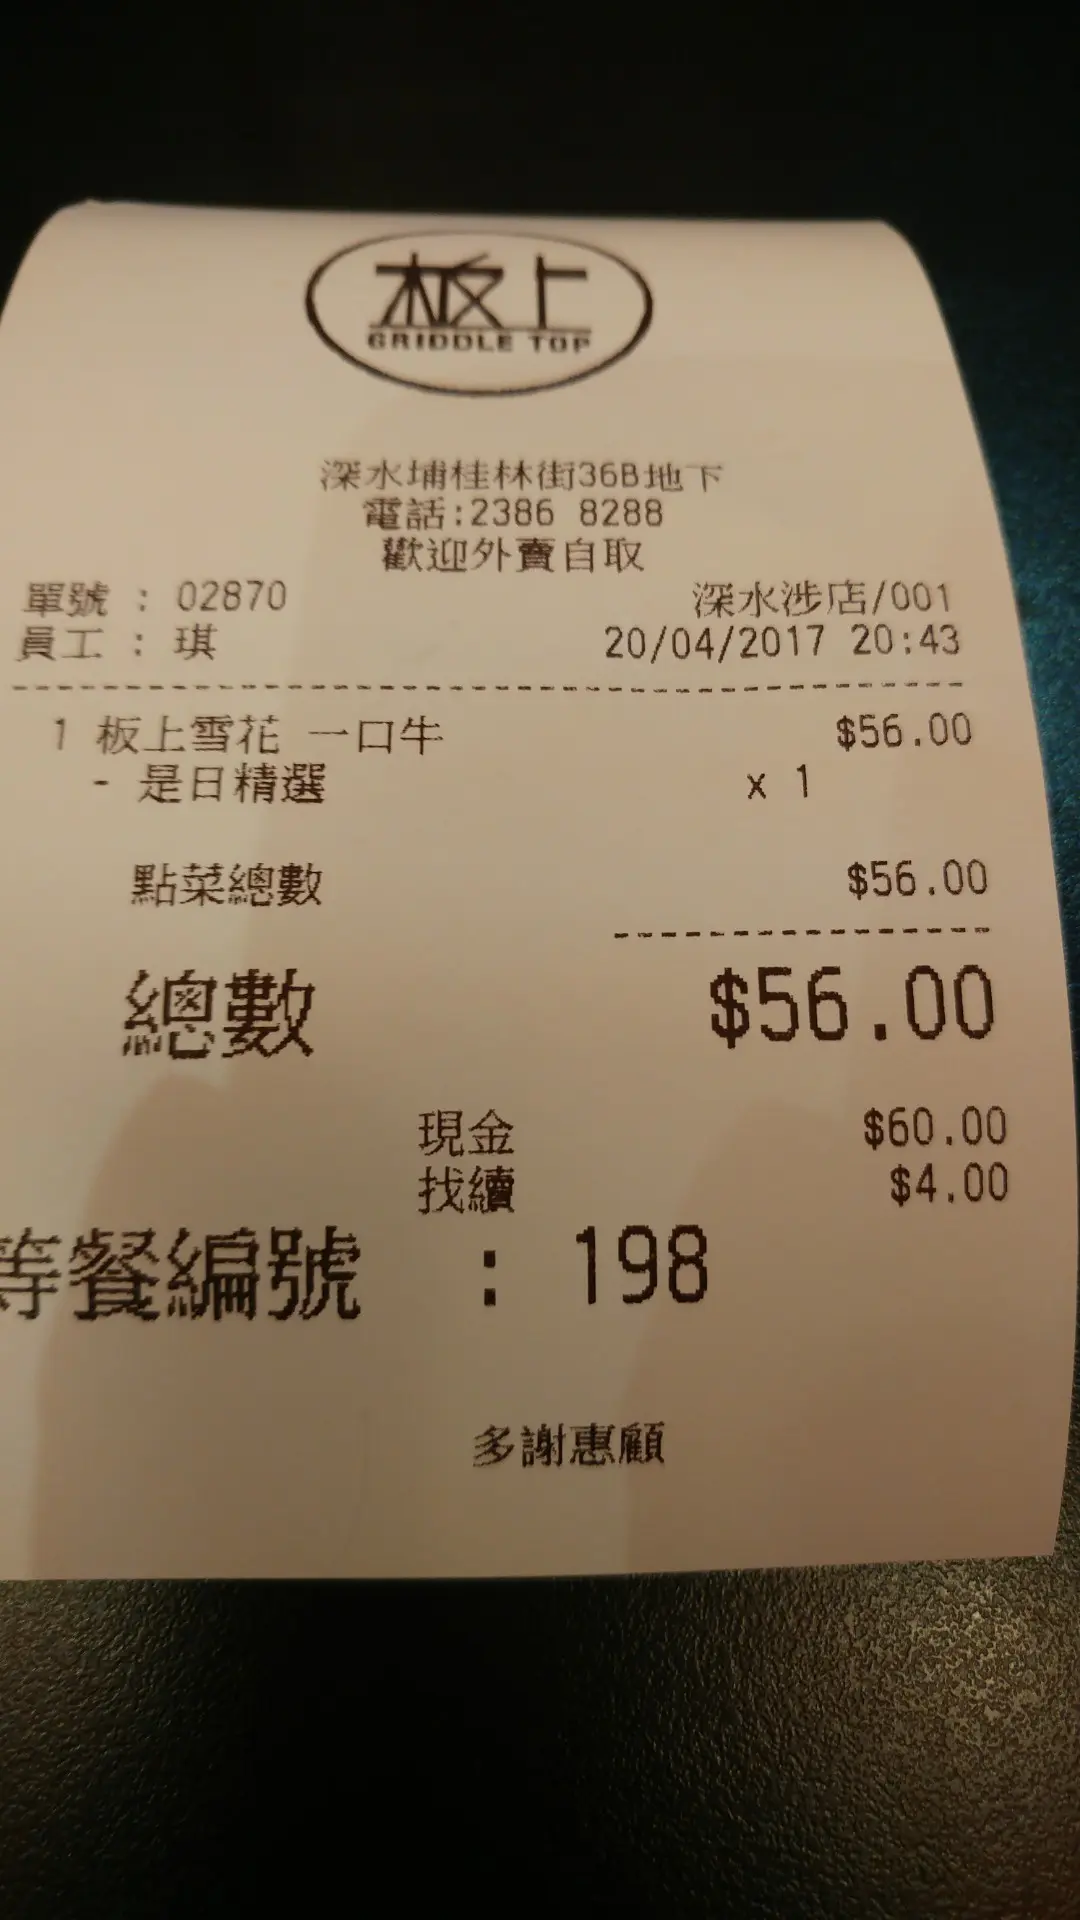 板上
GRIDDLE TOP
深水埔桂林街36B地下
電話:2386 8288
歡迎外賣自取
單號 : 02870 深水涉店/001
員工 : 琪 20/04/2017 20:43
1 板上雪花 一口牛 $56.00
- 是日精選 x 1
點菜總數 $56.00
總數 $56.00
現金 $60.00
找續 $4.00
等餐編號 : 198
多謝惠顧